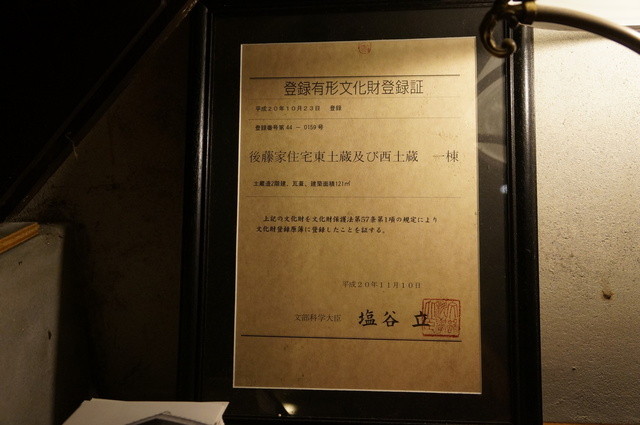 登録有形文化財登録証
平成20年10月23日 登録
登録番号第44-0159号
後藤家住宅東土蔵及び西土蔵 一棟
土蔵造2階建、瓦葺、建築面積121㎡
上記の文化財を文化財保護法第57条第1項の規定により
文化財登録原簿に登録したことを証する。
平成20年11月10日
文部科学大臣 塩谷 立